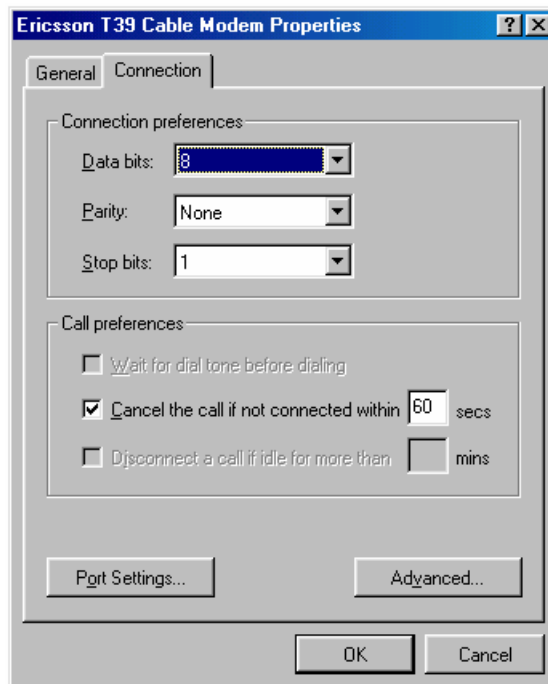 Ericsson T39 Cable Modem Properties
General Connection
Connection preferences
Data bits: 8
Parity: None
Stop bits: 1
Call preferences
Wait for dial tone before dialing
Cancel the call if not connected within 60 secs
Disconnect a call if idle for more than mins
Port Settings... Advanced...
OK Cancel